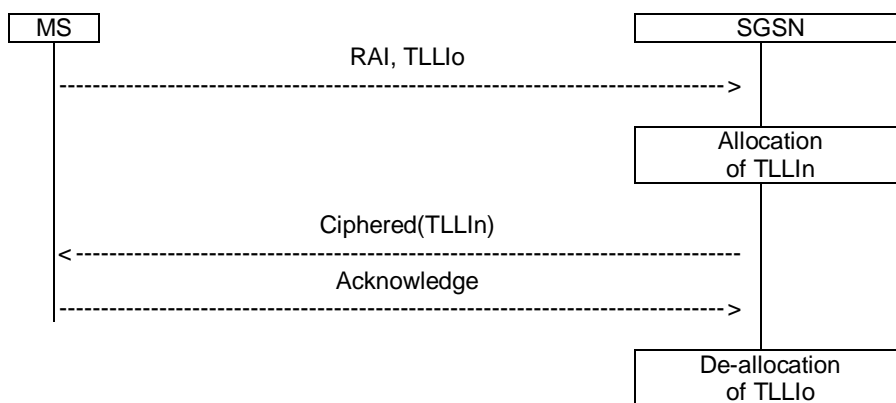 MS SGSN
RAI, TLLIo
Allocation
of TLLIn
Ciphered(TLLIn)
Acknowledge
De-allocation
of TLLIo